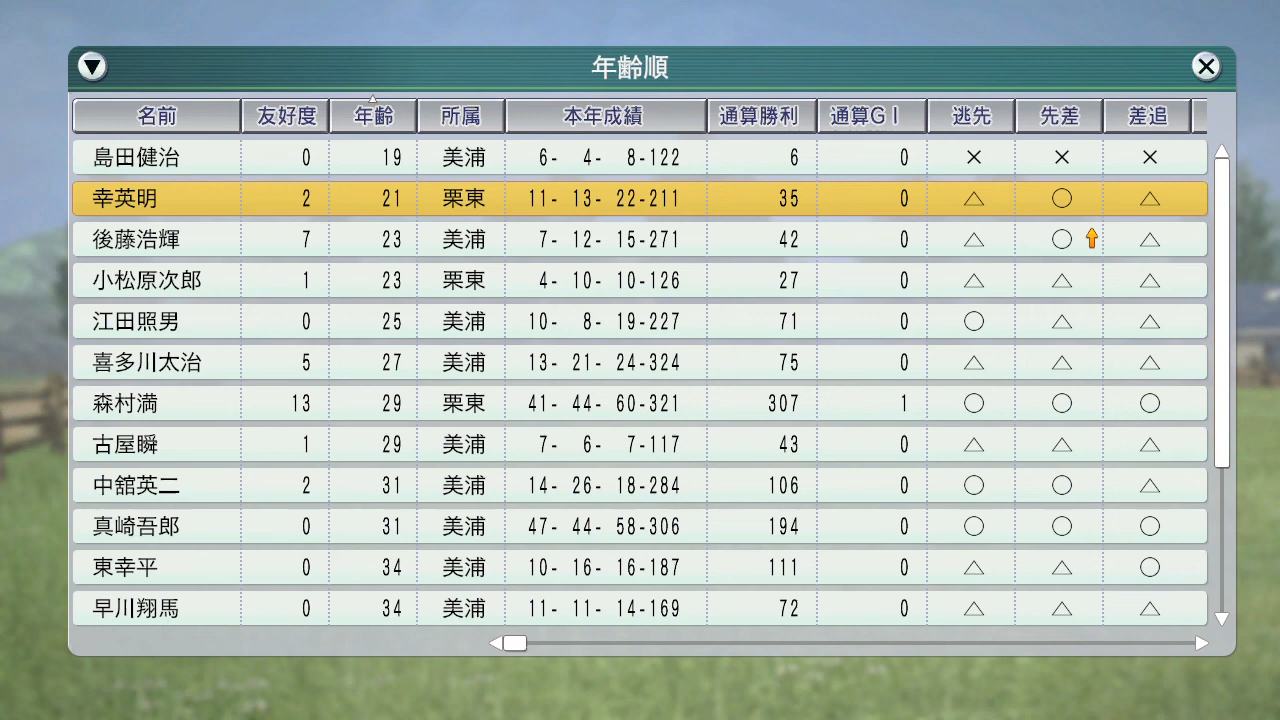 年齢順
名前 友好度 年齢 所属 本年成績 通算勝利 通算GⅠ 逃先 先差 差追
島田健治 0 19 美浦 6- 4- 8-122 6 0 × × ×
幸英明 2 21 栗東 11- 13- 22-211 35 0 △ ○ △
後藤浩輝 7 23 美浦 7- 12- 15-271 42 0 △ ○ △
小松原次郎 1 23 栗東 4- 10- 10-126 27 0 △ △ △
江田照男 0 25 美浦 10- 8- 19-227 71 0 ○ △ △
喜多川太治 5 27 美浦 13- 21- 24-324 75 0 △ △ △
森村満 13 29 栗東 41- 44- 60-321 307 1 ○ ○ ○
古屋瞬 1 29 美浦 7- 6- 7-117 43 0 △ △ △
中舘英二 2 31 美浦 14- 26- 18-284 106 0 ○ ○ △
真崎吾郎 0 31 美浦 47- 44- 58-306 194 0 ○ ○ ○
東幸平 0 34 美浦 10- 16- 16-187 111 0 △ △ ○
早川翔馬 0 34 美浦 11- 11- 14-169 72 0 △ △ △